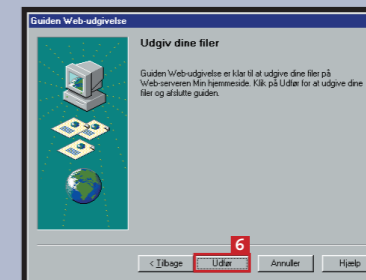 Guiden Web-udgivelse
Udgiv dine filer
Guiden Web-udgivelse er klar til at udgive dine filer på
Web-serveren Min hjemmeside. Klik på Udfør for at udgive dine
filer og afslutte guiden.
6
< Tilbage Udfør Annuller Hjælp